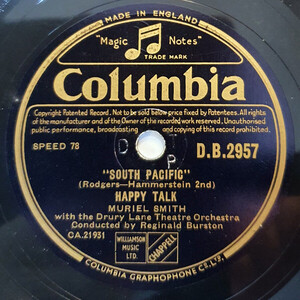 MADE IN ENGLAND
"Magic Notes"
TRADE MARK
Columbia
Copyright Patented Record. Not to be sold below price fixed by Patentees. All rights
of the manufacturer and of the Owner of the recorded work reserved. Unauthorised
public performance, broadcasting and copying of this record prohibited.
SPEED 78
D.B.2957
"SOUTH PACIFIC"
(Rodgers—Hammerstein 2nd)
HAPPY TALK
MURIEL SMITH
with the Drury Lane Theatre Orchestra
Conducted by Reginald Burston
CA.21931
WILLIAMSON
MUSIC
LTD.
CHAPPELL
COLUMBIA GRAPHOPHONE CO., LTD.